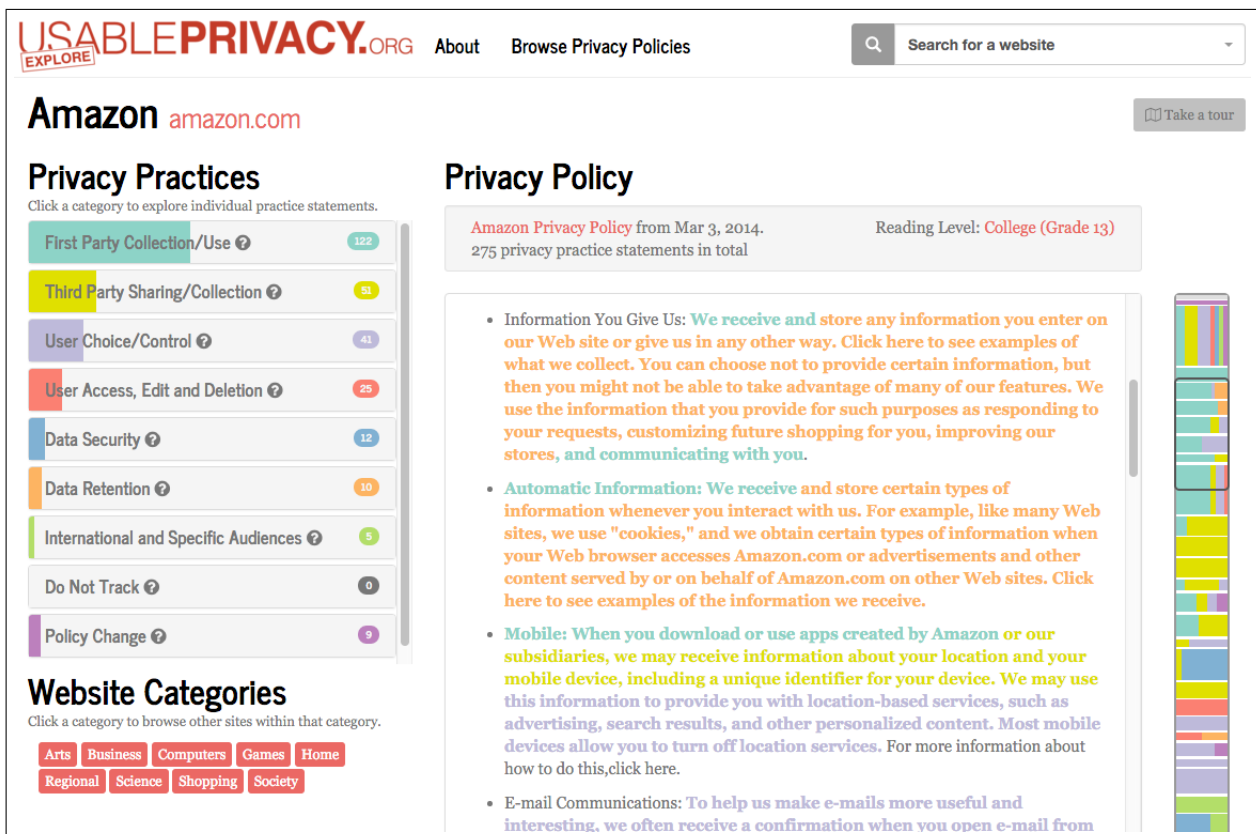 USABLEPRIVACY.ORG
EXPLORE
About Browse Privacy Policies
Search for a website
Amazon amazon.com
Take a tour
Privacy Practices
Click a category to explore individual practice statements.
First Party Collection/Use ? 122
Third Party Sharing/Collection ? 51
User Choice/Control ? 41
User Access, Edit and Deletion ? 25
Data Security ? 12
Data Retention ? 10
International and Specific Audiences ? 5
Do Not Track ? 0
Policy Change ? 9
Website Categories
Click a category to browse other sites within that category.
Arts Business Computers Games Home
Regional Science Shopping Society
Privacy Policy
Amazon Privacy Policy from Mar 3, 2014. Reading Level: College (Grade 13)
275 privacy practice statements in total
• Information You Give Us: We receive and store any information you enter on
our Web site or give us in any other way. Click here to see examples of
what we collect. You can choose not to provide certain information, but
then you might not be able to take advantage of many of our features. We
use the information that you provide for such purposes as responding to
your requests, customizing future shopping for you, improving our
stores, and communicating with you.
• Automatic Information: We receive and store certain types of
information whenever you interact with us. For example, like many Web
sites, we use "cookies," and we obtain certain types of information when
your Web browser accesses Amazon.com or advertisements and other
content served by or on behalf of Amazon.com on other Web sites. Click
here to see examples of the information we receive.
• Mobile: When you download or use apps created by Amazon or our
subsidiaries, we may receive information about your location and your
mobile device, including a unique identifier for your device. We may use
this information to provide you with location-based services, such as
advertising, search results, and other personalized content. Most mobile
devices allow you to turn off location services. For more information about
how to do this,click here.
• E-mail Communications: To help us make e-mails more useful and
interesting, we often receive a confirmation when you open e-mail from